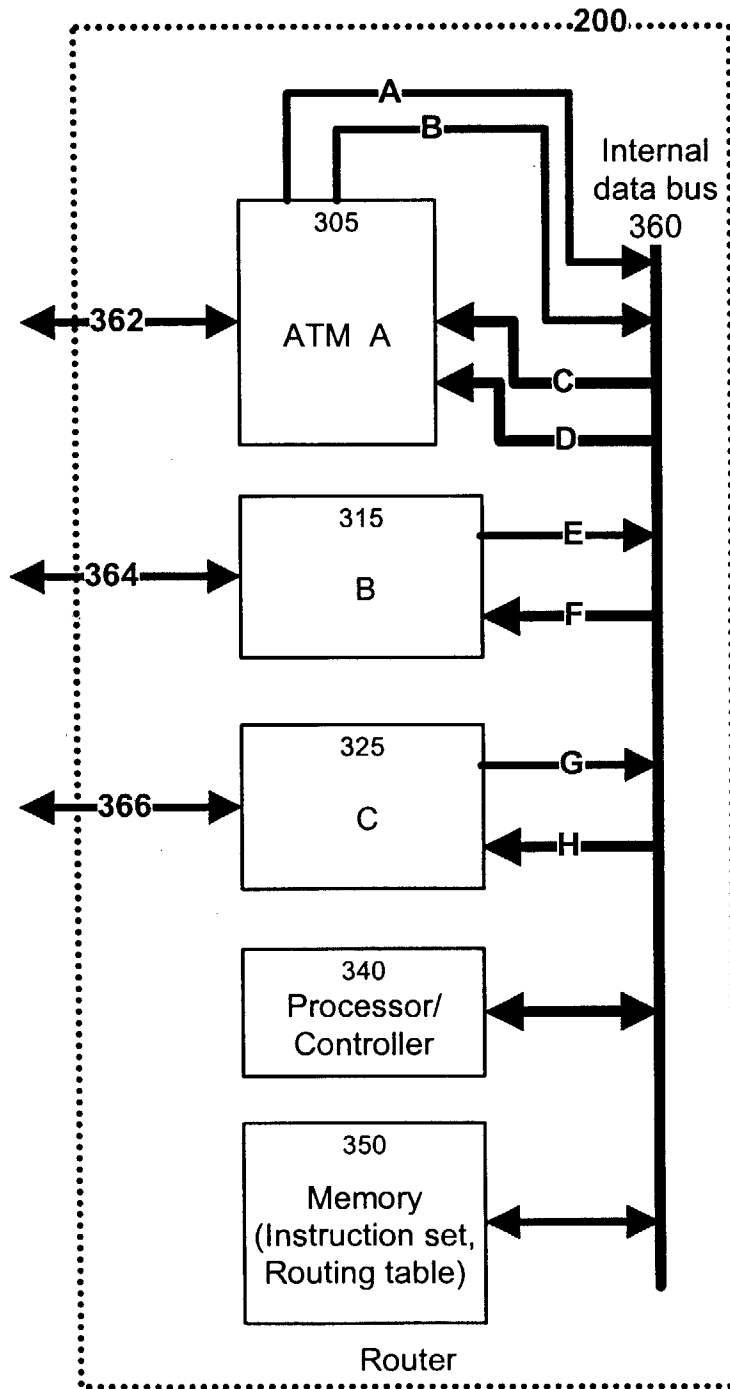 200
A
B
Internal
data bus
360
305
ATM A
362
C
D
315
B
E
364
F
325
C
G
366
H
340
Processor/
Controller
350
Memory
(Instruction set,
Routing table)
Router